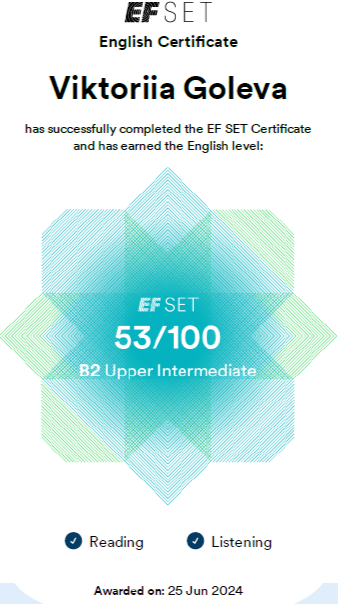 EF SET
English Certificate
Viktoriia Goleva
has successfully completed the EF SET Certificate
and has earned the English level:
EF SET
53/100
B2 Upper Intermediate
Reading
Listening
Awarded on: 25 Jun 2024